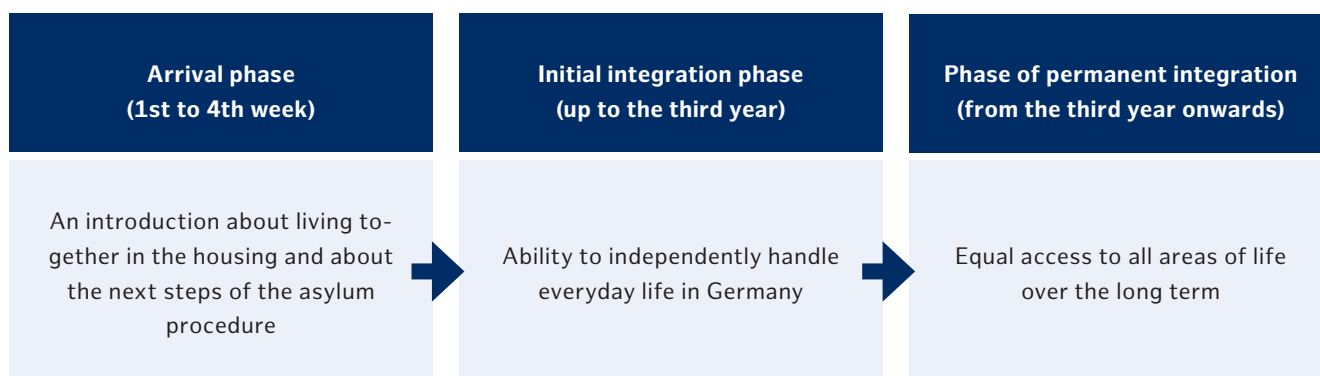 Arrival phase
(1st to 4th week)
An introduction about living to-
gether in the housing and about
the next steps of the asylum
procedure
Initial integration phase
(up to the third year)
Ability to independently handle
everyday life in Germany
Phase of permanent integration
(from the third year onwards)
Equal access to all areas of life
over the long term